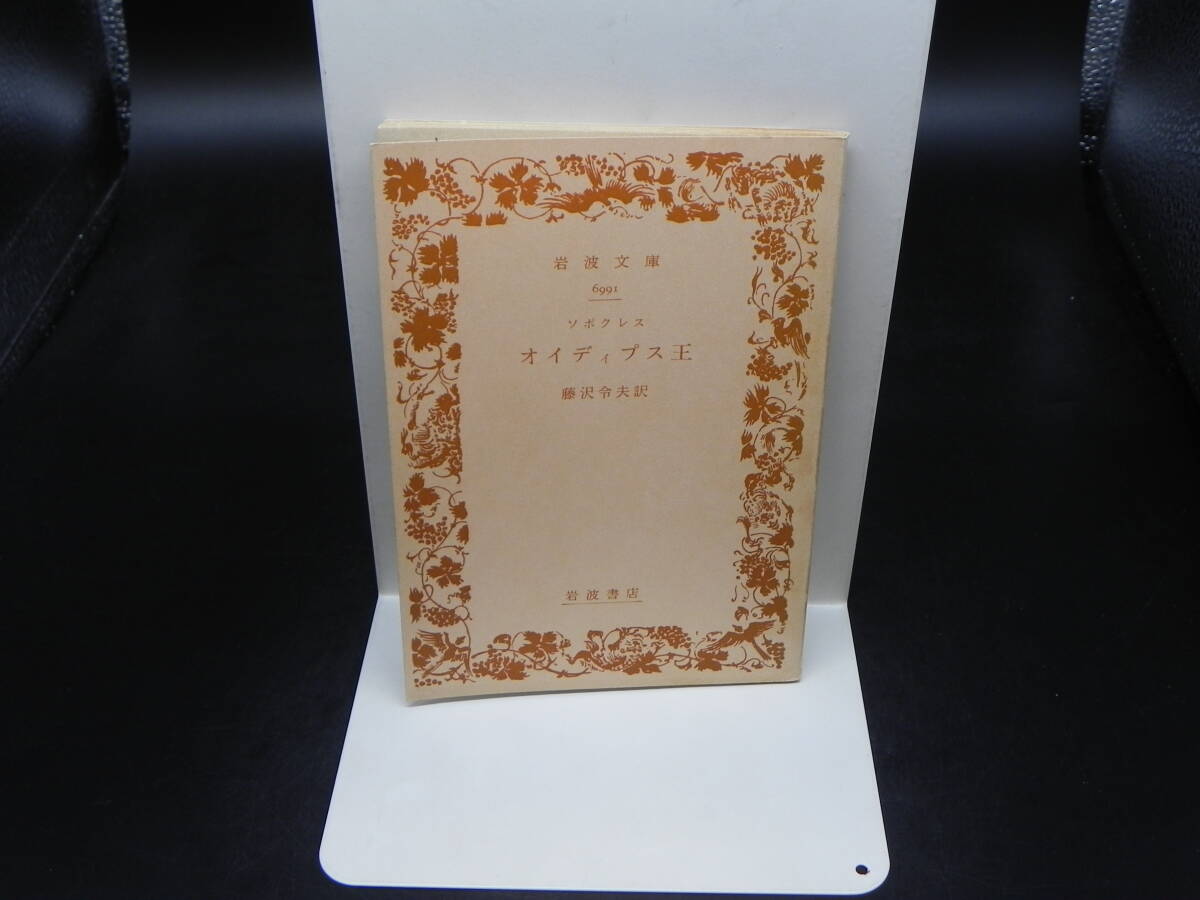 岩波文庫
6991
ソポクレス
オイディプス王
藤沢令夫訳
岩波書店